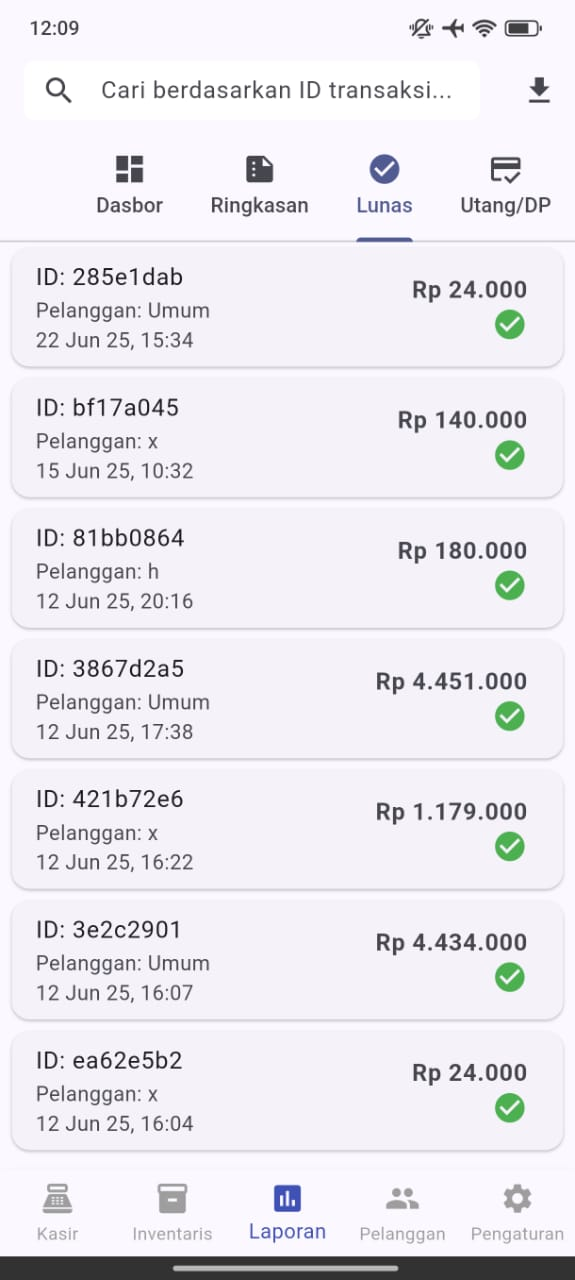 12:09
Cari berdasarkan ID transaksi...
Dasbor
Ringkasan
Lunas
Utang/DP
ID: 285e1dab
Rp 24.000
Pelanggan: Umum
22 Jun 25, 15:34
ID: bf17a045
Rp 140.000
Pelanggan: x
15 Jun 25, 10:32
ID: 81bb0864
Rp 180.000
Pelanggan: h
12 Jun 25, 20:16
ID: 3867d2a5
Rp 4.451.000
Pelanggan: Umum
12 Jun 25, 17:38
ID: 421b72e6
Rp 1.179.000
Pelanggan: x
12 Jun 25, 16:22
ID: 3e2c2901
Rp 4.434.000
Pelanggan: Umum
12 Jun 25, 16:07
ID: ea62e5b2
Rp 24.000
Pelanggan: x
12 Jun 25, 16:04
Kasir
Inventaris
Laporan
Pelanggan
Pengaturan